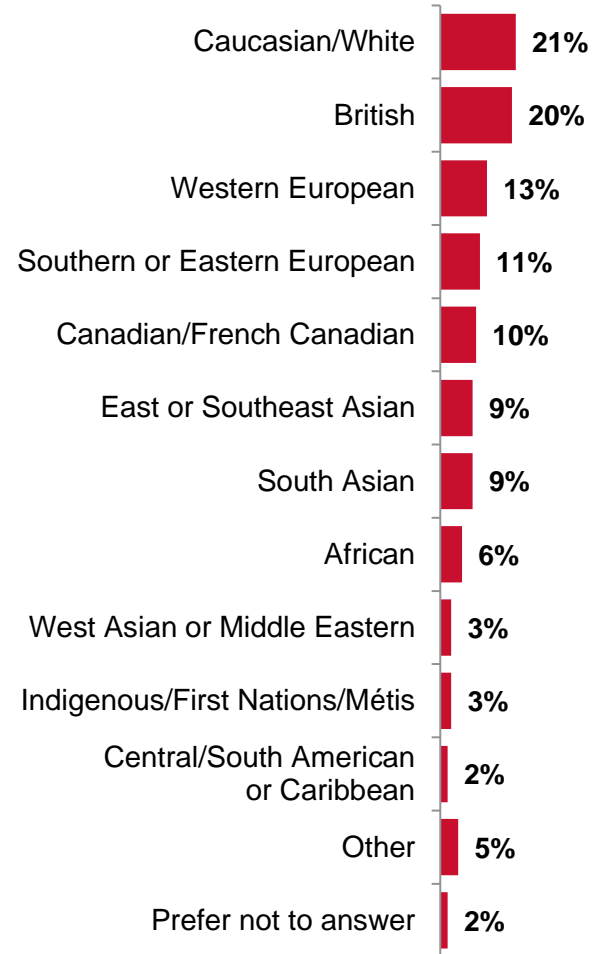 Caucasian/White 21%
British 20%
Western European 13%
Southern or Eastern European 11%
Canadian/French Canadian 10%
East or Southeast Asian 9%
South Asian 9%
African 6%
West Asian or Middle Eastern 3%
Indigenous/First Nations/Métis 3%
Central/South American
or Caribbean 2%
Other 5%
Prefer not to answer 2%